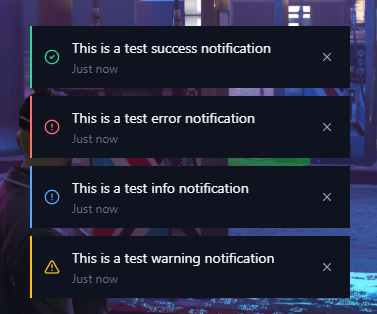 This is a test success notification
Just now
This is a test error notification
Just now
This is a test info notification
Just now
This is a test warning notification
Just now